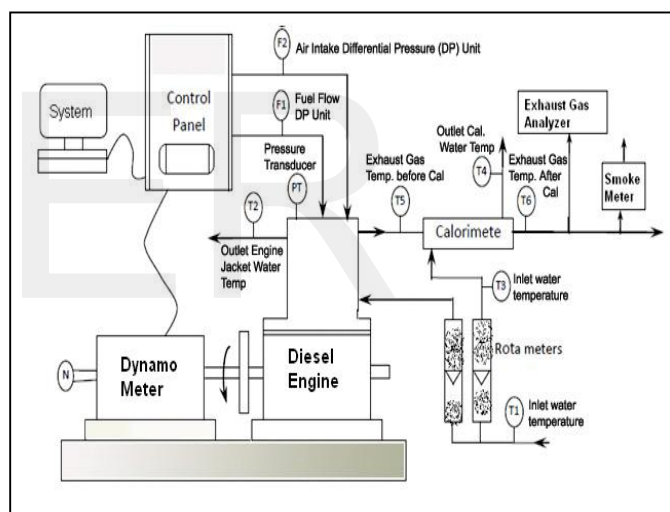 F2
Air Intake Differential Pressure (DP) Unit
F1
Fuel Flow
DP Unit
System
Control
Panel
Pressure
Transducer
PT
T2
Outlet Engine
Jacket Water
Temp
Exhaust Gas
Temp. before Cal
T5
Outlet Cal.
Water Temp
T4
Exhaust Gas
Temp. After
Cal
T6
Exhaust Gas
Analyzer
Smoke
Meter
Calorimete
T3
Inlet water
temperature
Rota meters
T1
Inlet water
temperature
N
Dynamo
Meter
Diesel
Engine
ER